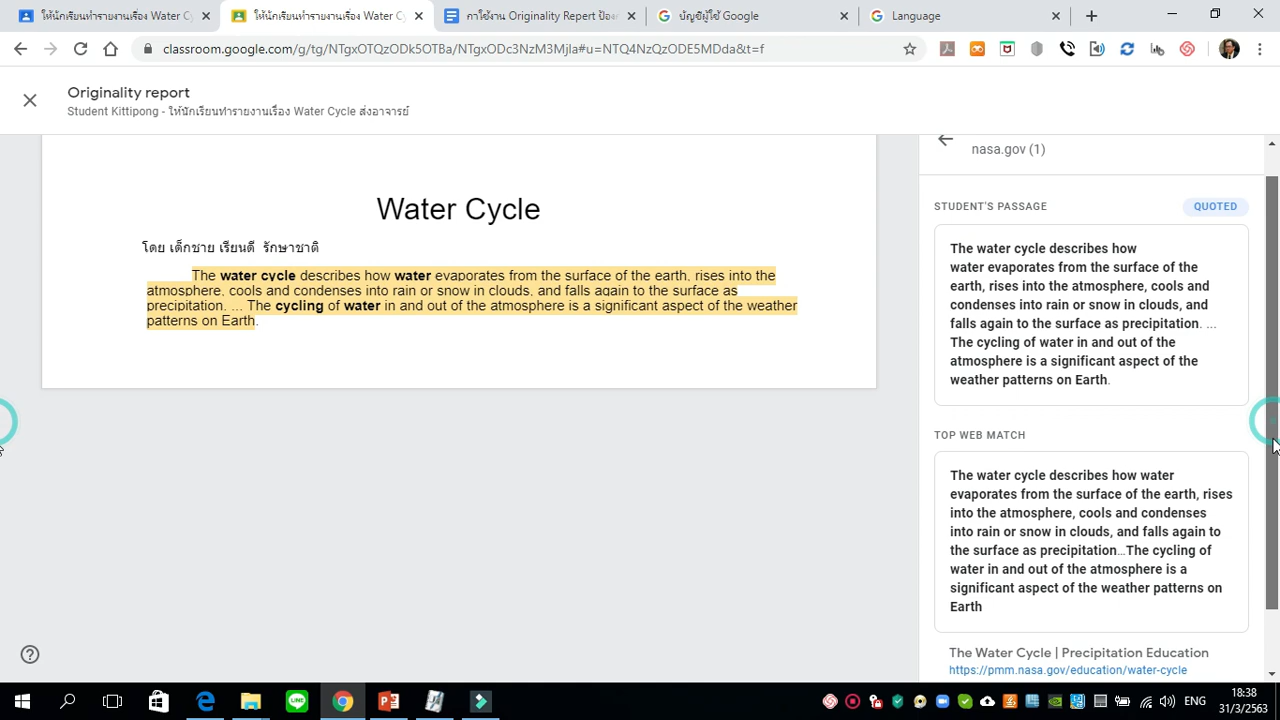 ให้นักเรียนทำรายงานเรื่อง Water C
ให้นักเรียนทำรายงานเรื่อง Water Cy
การใช้งาน Originality Report ป้อง
บัญชีผู้ใช้ Google
Language
classroom.google.com/g/tg/NTgxOTQzODk5OTBa/NTgxODc3NzM3Mjla#u=NTQ4NzQzODE5MDda&t=f
Originality report
Student Kittipong - ให้นักเรียนทำรายงานเรื่อง Water Cycle ส่งอาจารย์
Water Cycle
โดย เด็กชาย เรียนดี รักษาชาติ
The water cycle describes how water evaporates from the surface of the earth, rises into the
atmosphere, cools and condenses into rain or snow in clouds, and falls again to the surface as
precipitation. ... The cycling of water in and out of the atmosphere is a significant aspect of the weather
patterns on Earth.
nasa.gov (1)
STUDENT'S PASSAGE
QUOTED
The water cycle describes how
water evaporates from the surface of the
earth, rises into the atmosphere, cools and
condenses into rain or snow in clouds, and
falls again to the surface as precipitation. ...
The cycling of water in and out of the
atmosphere is a significant aspect of the
weather patterns on Earth.
TOP WEB MATCH
The water cycle describes how water
evaporates from the surface of the earth, rises
into the atmosphere, cools and condenses
into rain or snow in clouds, and falls again to
the surface as precipitation...The cycling of
water in and out of the atmosphere is a
significant aspect of the weather patterns on
Earth
The Water Cycle | Precipitation Education
https://pmm.nasa.gov/education/water-cycle
ENG
18:38
31/3/2563